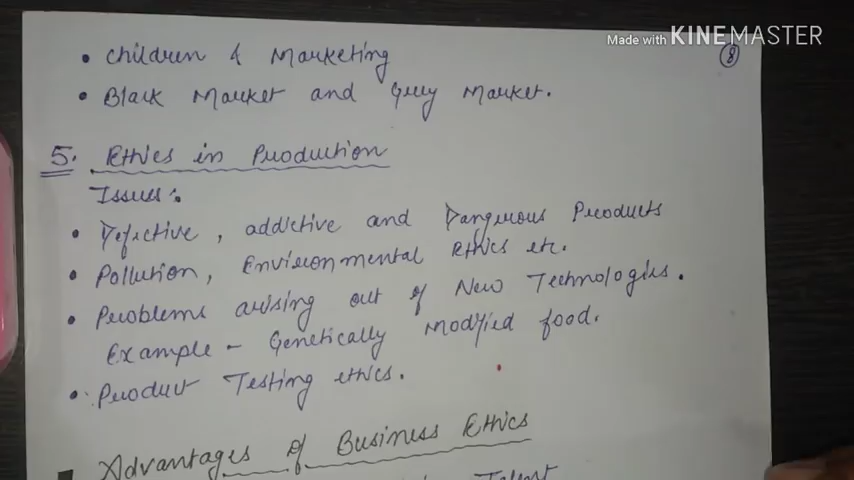 Made with KINEMASTER
8
• Children & Marketing
• Black Market and Grey Market.
5. Ethics in Production
Issues:
• Defective, addictive and Dangerous Products
• Pollution, Environmental Ethics etc.
• Problems arising out of New Technologies.
Example - Genetically Modified food.
• Product Testing ethics.
Advantages of Business Ethics
Talent